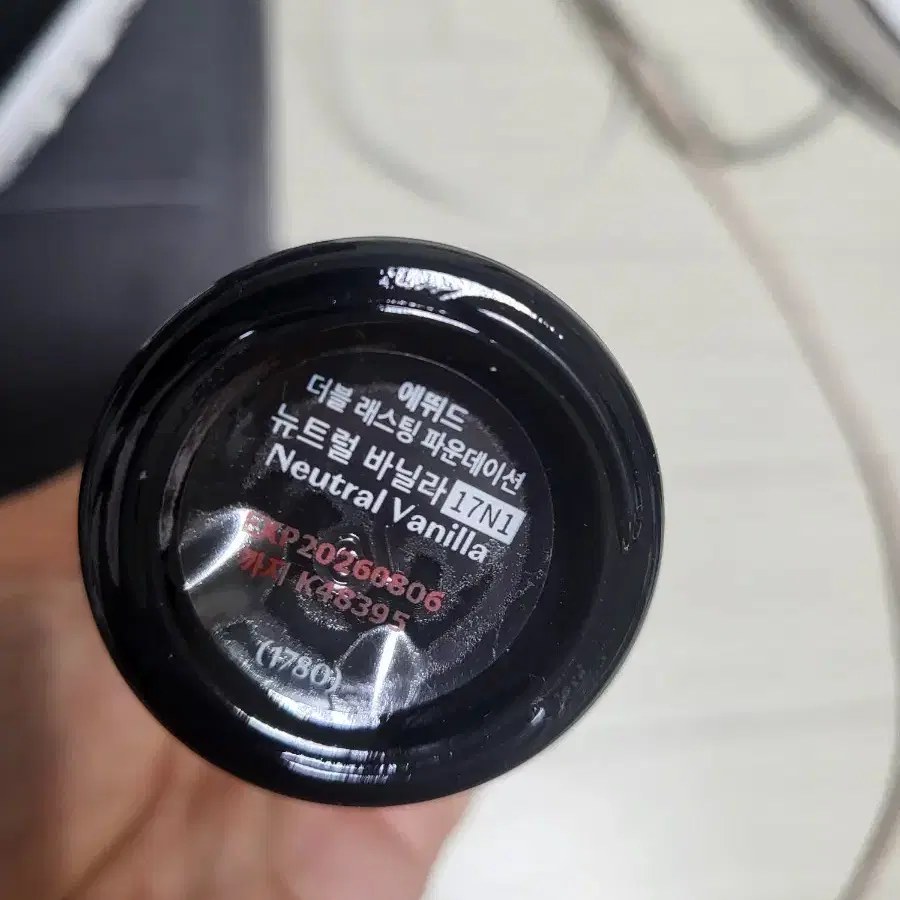 에뛰드
더블 래스팅 파운데이션
뉴트럴 바닐라 17N1
Neutral Vanilla
EXP20260806
까지 K48395
(1780)